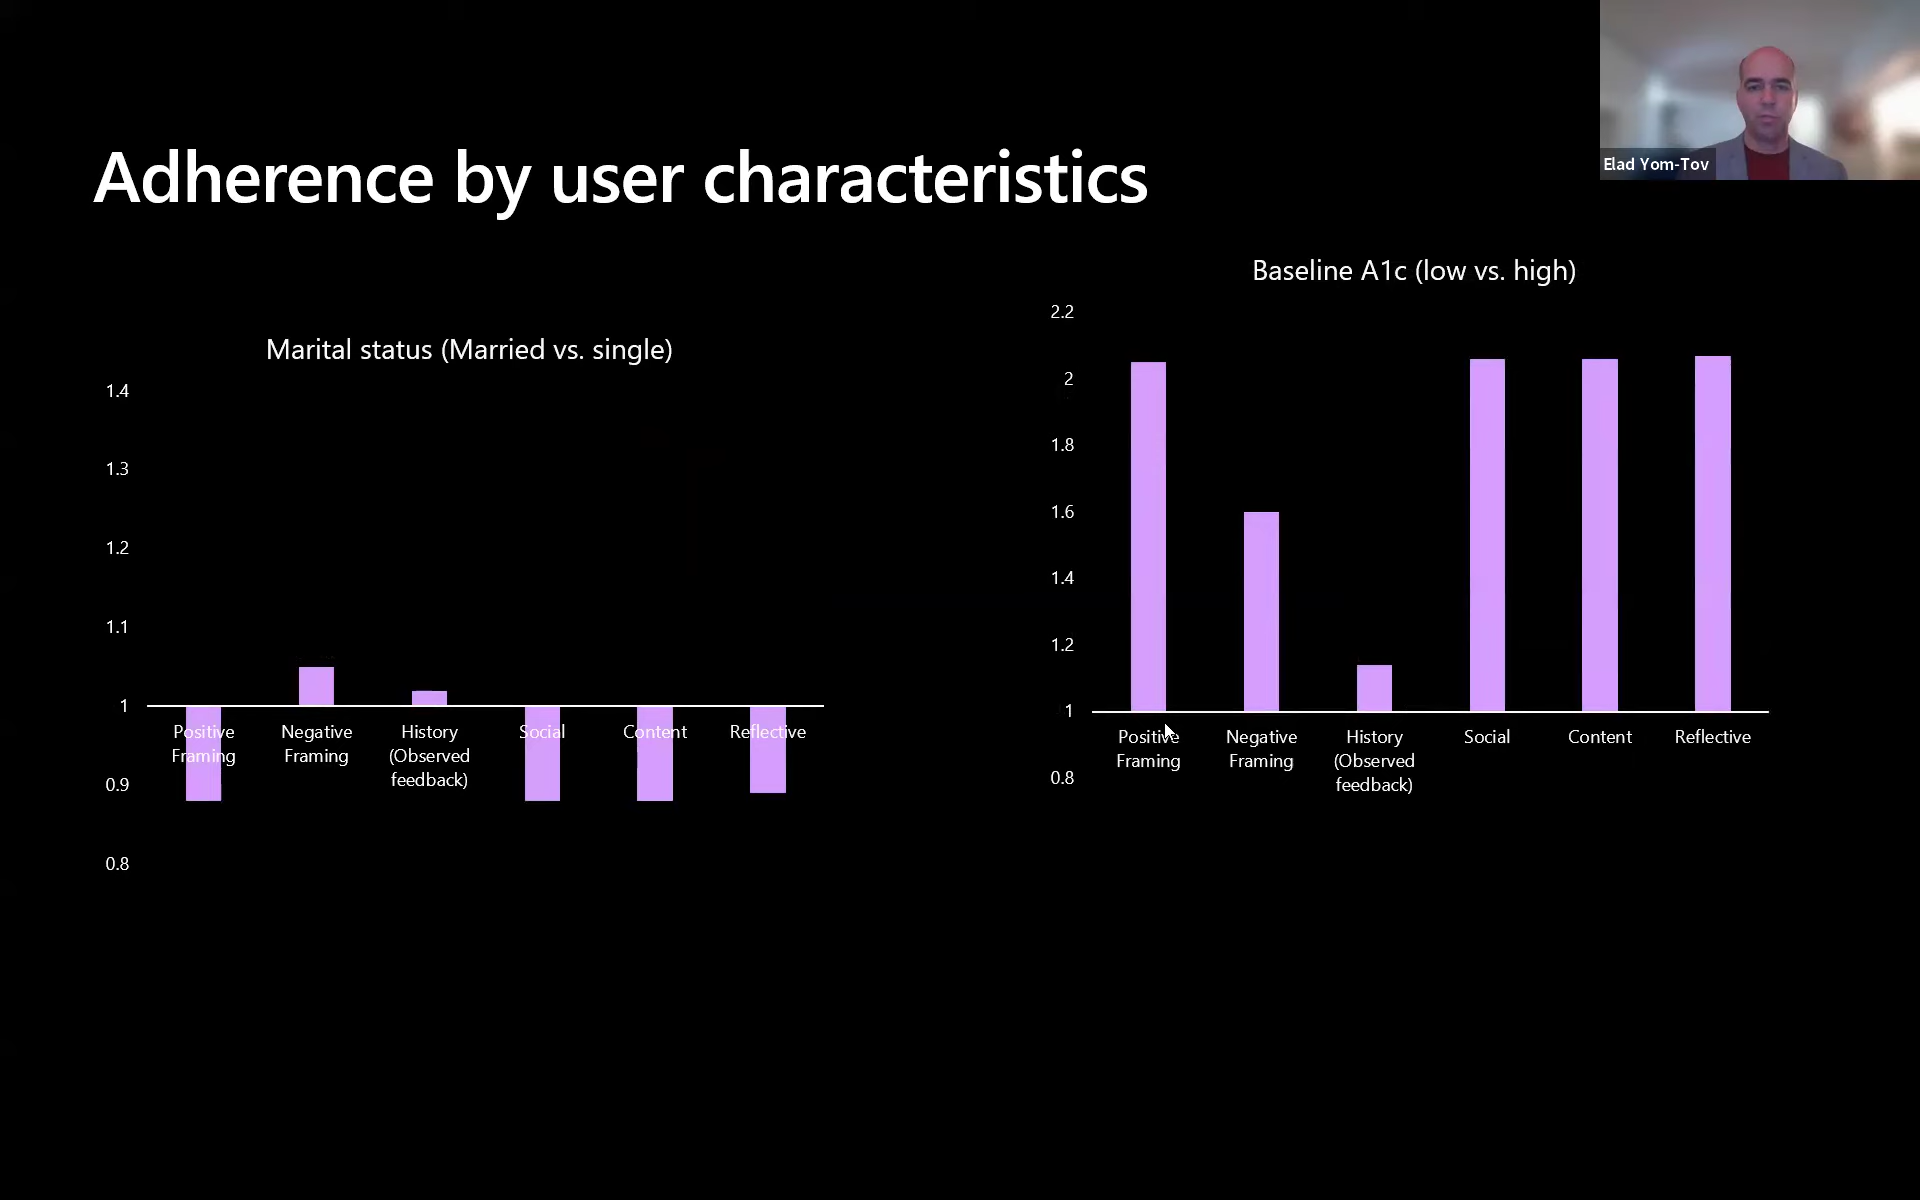 Elad Yom-Tov
Adherence by user characteristics
Marital status (Married vs. single)
1.4
1.3
1.2
1.1
1
0.9
0.8
Positive
Framing
Negative
Framing
History
(Observed
feedback)
Social
Content
Reflective
Baseline A1c (low vs. high)
2.2
2
1.8
1.6
1.4
1.2
1
0.8
Positive
Framing
Negative
Framing
History
(Observed
feedback)
Social
Content
Reflective